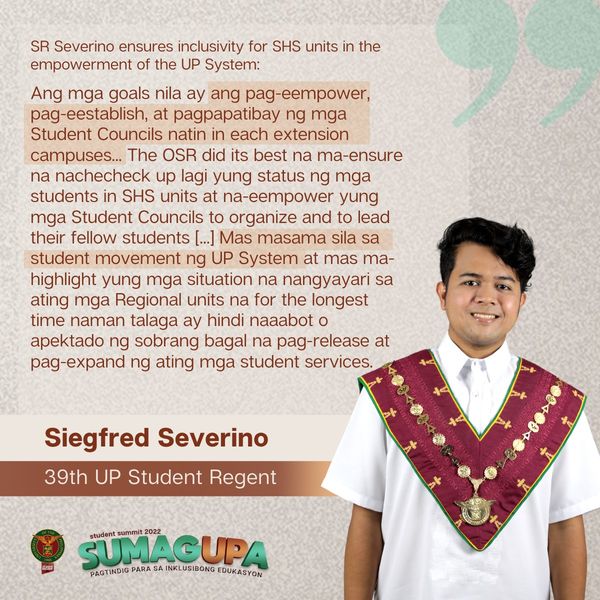 SR Severino ensures inclusivity for SHS units in the
empowerment of the UP System:
Ang mga goals nila ay ang pag-eempower,
pag-eestablish, at pagpapatibay ng mga
Student Councils natin in each extension
campuses... The OSR did its best na ma-ensure
na nachecheck up lagi yung status ng mga
students in SHS units at na-eempower yung
mga Student Councils to organize and to lead
their fellow students [...] Mas masama sila sa
student movement ng UP System at mas ma-
highlight yung mga situation na nangyayari sa
ating mga Regional units na for the longest
time naman talaga ay hindi naaabot o
apektado ng sobrang bagal na pag-release at
pag-expand ng ating mga student services.
Siegfred Severino
39th UP Student Regent
student summit 2022
SUMAGUPA
PAGTINDIG PARA SA INKLUSIBONG EDUKASYON